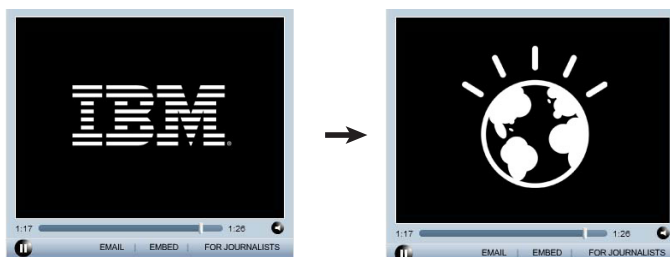 IBM®
1:17 1:26
EMAIL | EMBED | FOR JOURNALISTS
1:17 1:26
EMAIL | EMBED | FOR JOURNALISTS